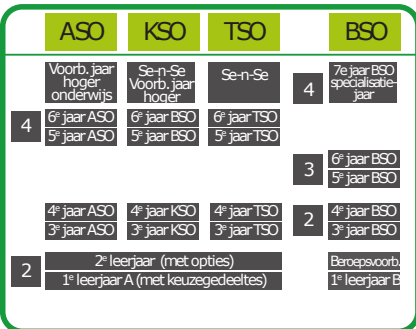 ASO KSO TSO BSO
Voorb. jaar
hoger
onderwijs
Se-n-Se
Voorb. jaar
hoger
Se-n-Se
4
7e jaar BSO
specialisatie-
jaar
4
6e jaar ASO 6e jaar BSO 6e jaar TSO
5e jaar ASO 5e jaar BSO 5e jaar TSO
3
6e jaar BSO
5e jaar BSO
4e jaar ASO 4e jaar KSO 4e jaar TSO
3e jaar ASO 3e jaar KSO 3e jaar TSO
2
4e jaar BSO
3e jaar BSO
2
2e leerjaar (met opties)
1e leerjaar A (met keuzegedeeltes)
Beroepsvoorb.
1e leerjaar B